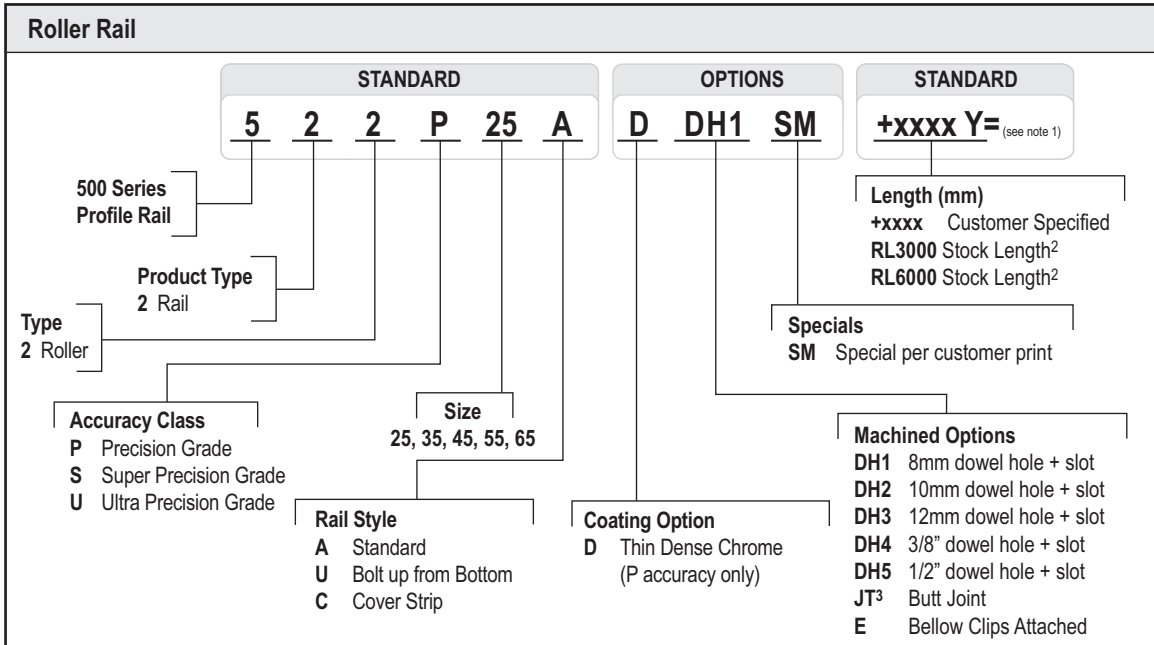 Roller Rail
STANDARD
OPTIONS
STANDARD
5 2 2 P 25 A D DH1 SM +xxxx Y= (see note 1)
500 Series
Profile Rail
Product Type
2 Rail
Type
2 Roller
Accuracy Class
P Precision Grade
S Super Precision Grade
U Ultra Precision Grade
Size
25, 35, 45, 55, 65
Rail Style
A Standard
U Bolt up from Bottom
C Cover Strip
Coating Option
D Thin Dense Chrome
(P accuracy only)
Length (mm)
+xxxx Customer Specified
RL3000 Stock Length²
RL6000 Stock Length²
Specials
SM Special per customer print
Machined Options
DH1 8mm dowel hole + slot
DH2 10mm dowel hole + slot
DH3 12mm dowel hole + slot
DH4 3/8” dowel hole + slot
DH5 1/2” dowel hole + slot
JT³ Butt Joint
E Bellow Clips Attached